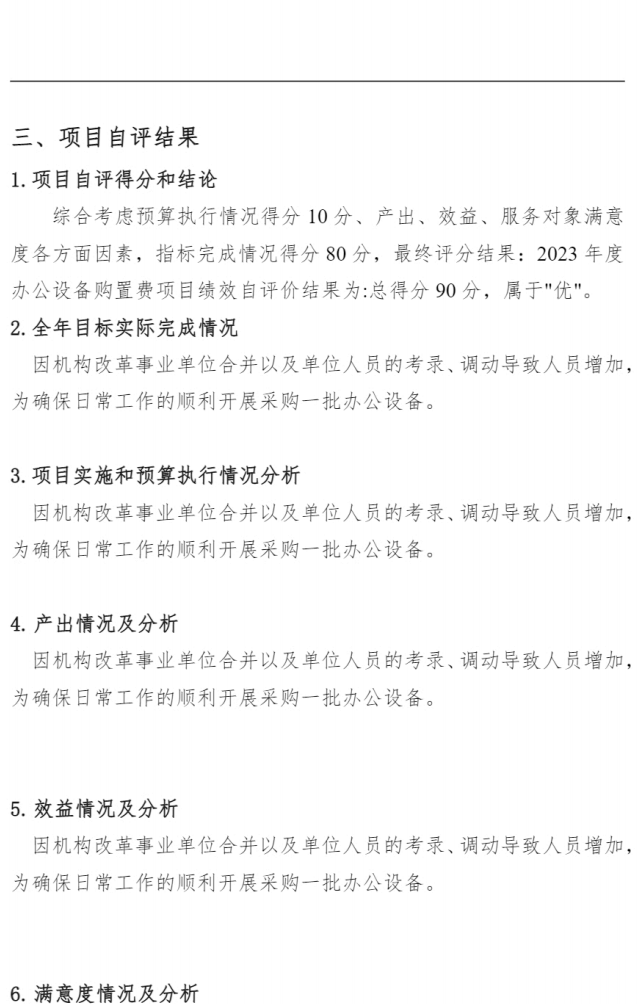 三、项目自评结果
1. 项目自评得分和结论
综合考虑预算执行情况得分 10 分、产出、效益、服务对象满意
度各方面因素，指标完成情况得分 80 分，最终评分结果：2023 年度
办公设备购置费项目绩效自评价结果为:总得分 90 分，属于"优"。
2. 全年目标实际完成情况
因机构改革事业单位合并以及单位人员的考录、调动导致人员增加，
为确保日常工作的顺利开展采购一批办公设备。
3. 项目实施和预算执行情况分析
因机构改革事业单位合并以及单位人员的考录、调动导致人员增加，
为确保日常工作的顺利开展采购一批办公设备。
4. 产出情况及分析
因机构改革事业单位合并以及单位人员的考录、调动导致人员增加，
为确保日常工作的顺利开展采购一批办公设备。
5. 效益情况及分析
因机构改革事业单位合并以及单位人员的考录、调动导致人员增加，
为确保日常工作的顺利开展采购一批办公设备。
6. 满意度情况及分析